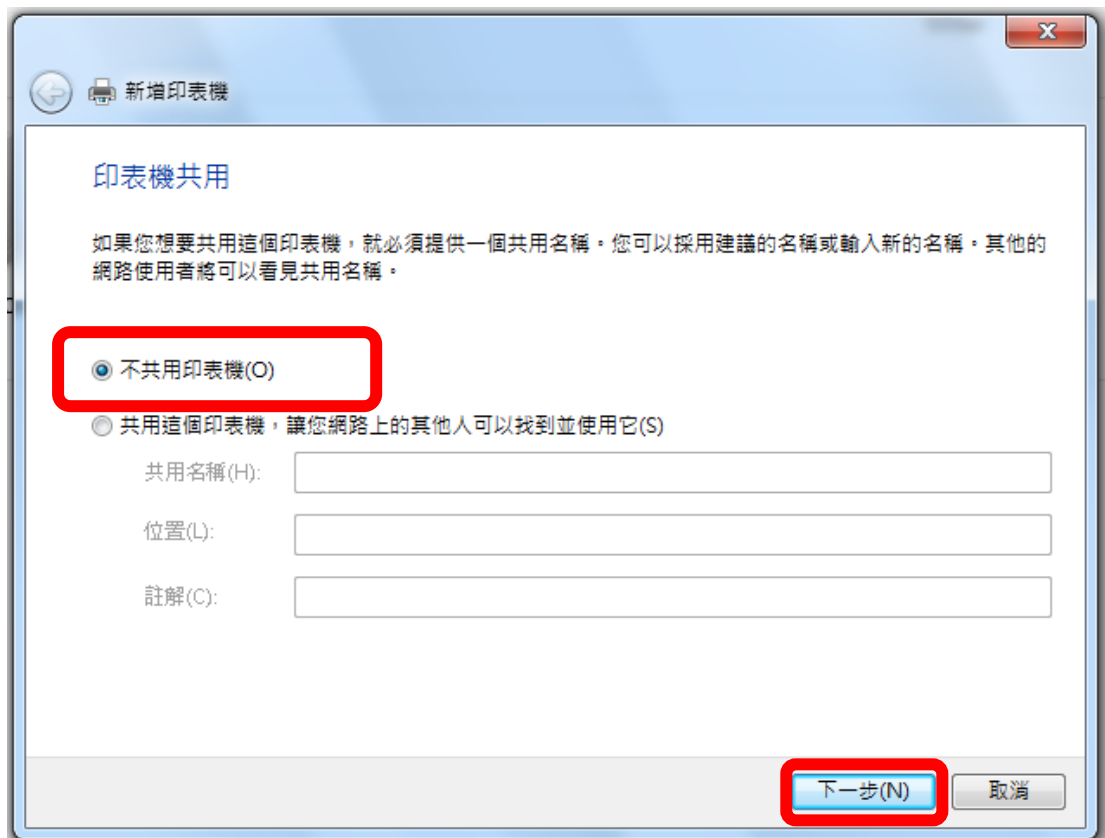 新增印表機
印表機共用
如果您想要共用這個印表機，就必須提供一個共用名稱。您可以採用建議的名稱或輸入新的名稱。其他的
網路使用者將可以看見共用名稱。
不共用印表機(O)
共用這個印表機，讓您網路上的其他人可以找到並使用它(S)
共用名稱(H):
位置(L):
註解(C):
下一步(N)
取消